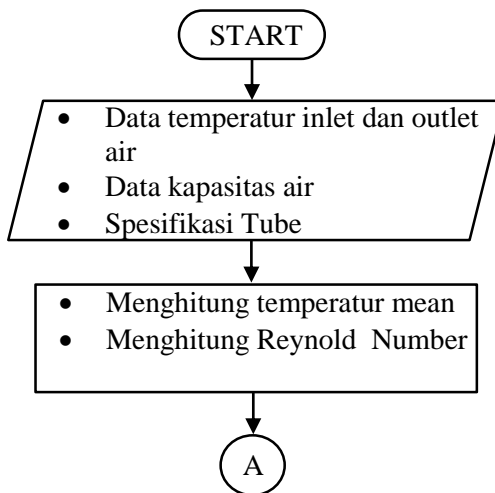 START
• Data temperatur inlet dan outlet
air
• Data kapasitas air
• Spesifikasi Tube
• Menghitung temperatur mean
• Menghitung Reynold Number
A